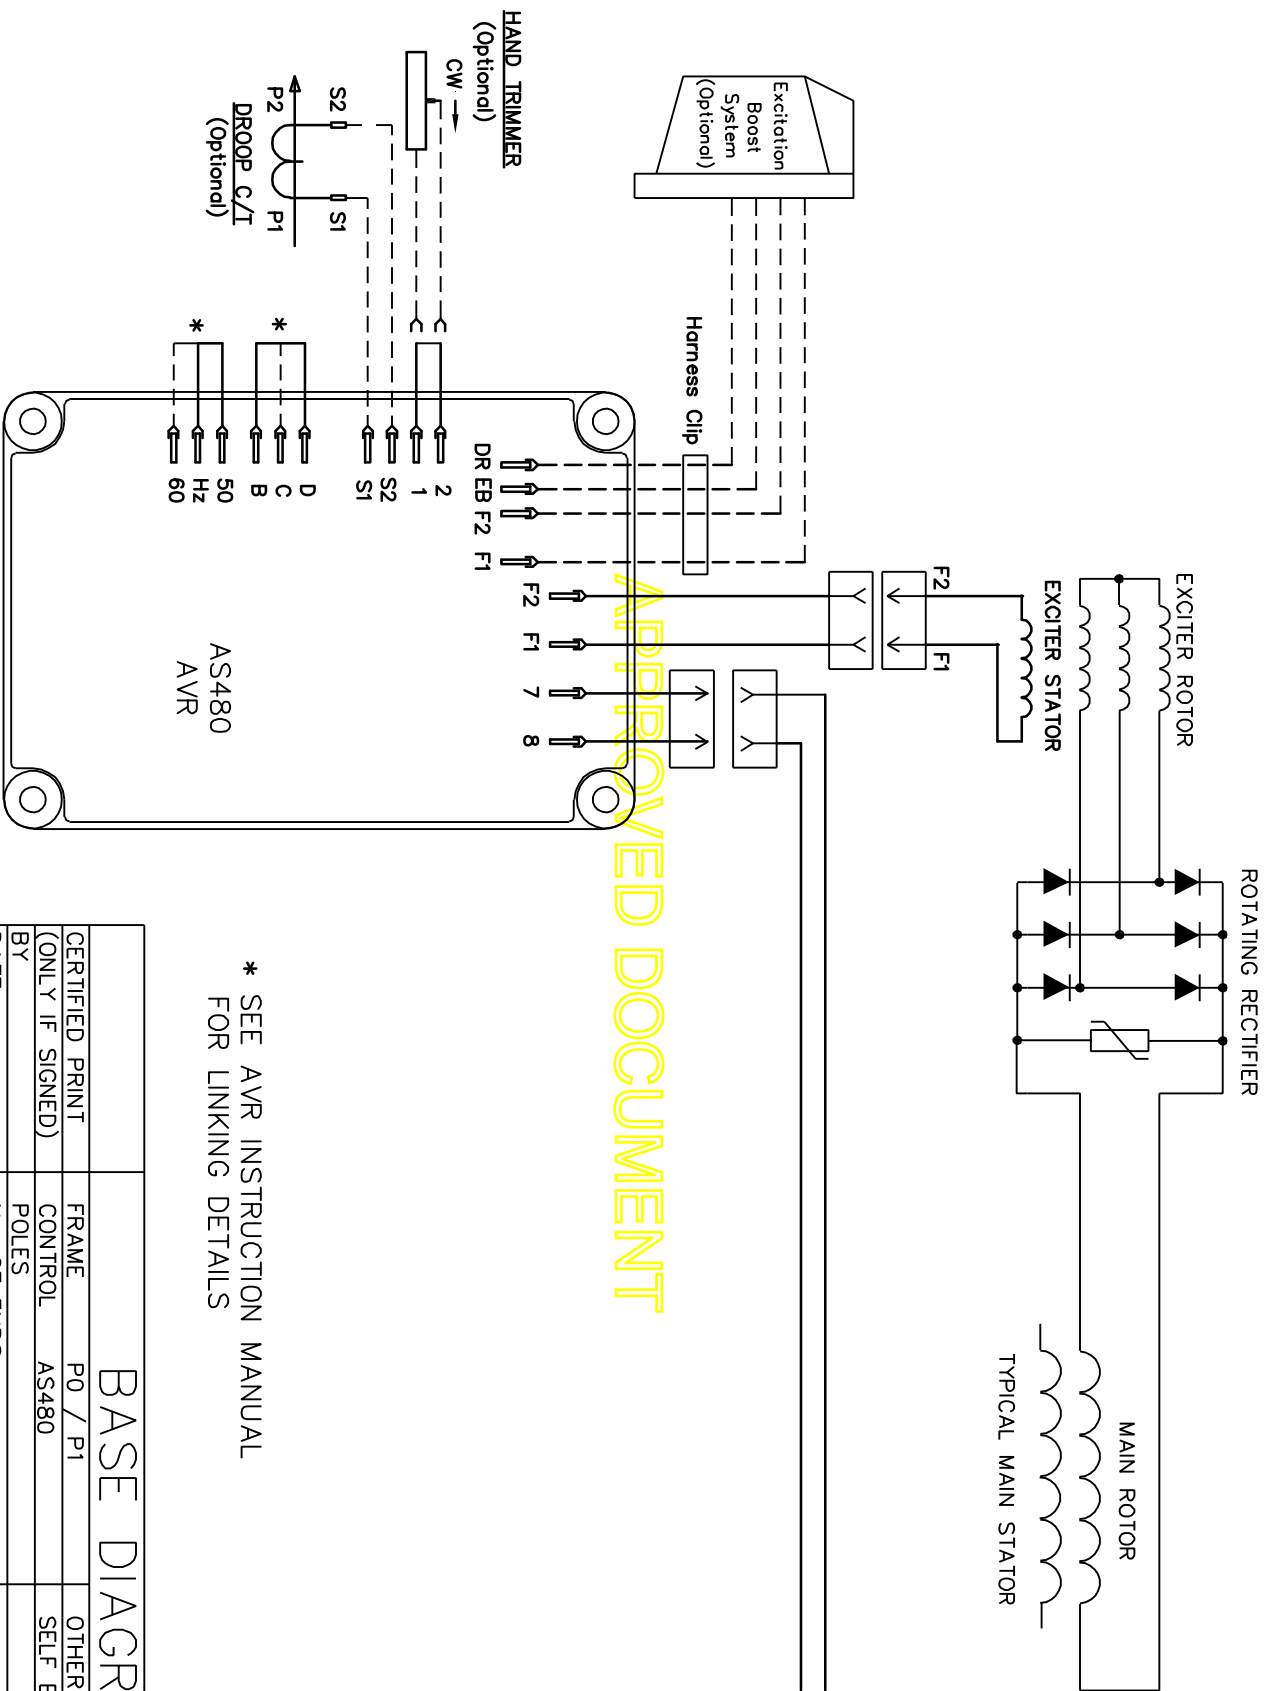 HAND TRIMMER
(Optional)
CW
S2
S1
P2
P1
DROOP C/T
(Optional)
Excitation
Boost
System
(Optional)
Harness Clip
*
*
DR
EB
F2
F1
F2
F1
7
8
2
1
S2
S1
D
C
B
50
Hz
60
AS480
AVR
F2
F1
EXCITER STATOR
EXCITER ROTOR
ROTATING RECTIFIER
MAIN ROTOR
TYPICAL MAIN STATOR
APPROVED DOCUMENT
* SEE AVR INSTRUCTION MANUAL
FOR LINKING DETAILS
BASE DIAGR
CERTIFIED PRINT
(ONLY IF SIGNED)
BY
FRAME P0 / P1
CONTROL AS480
POLES
OTHER
SELF E